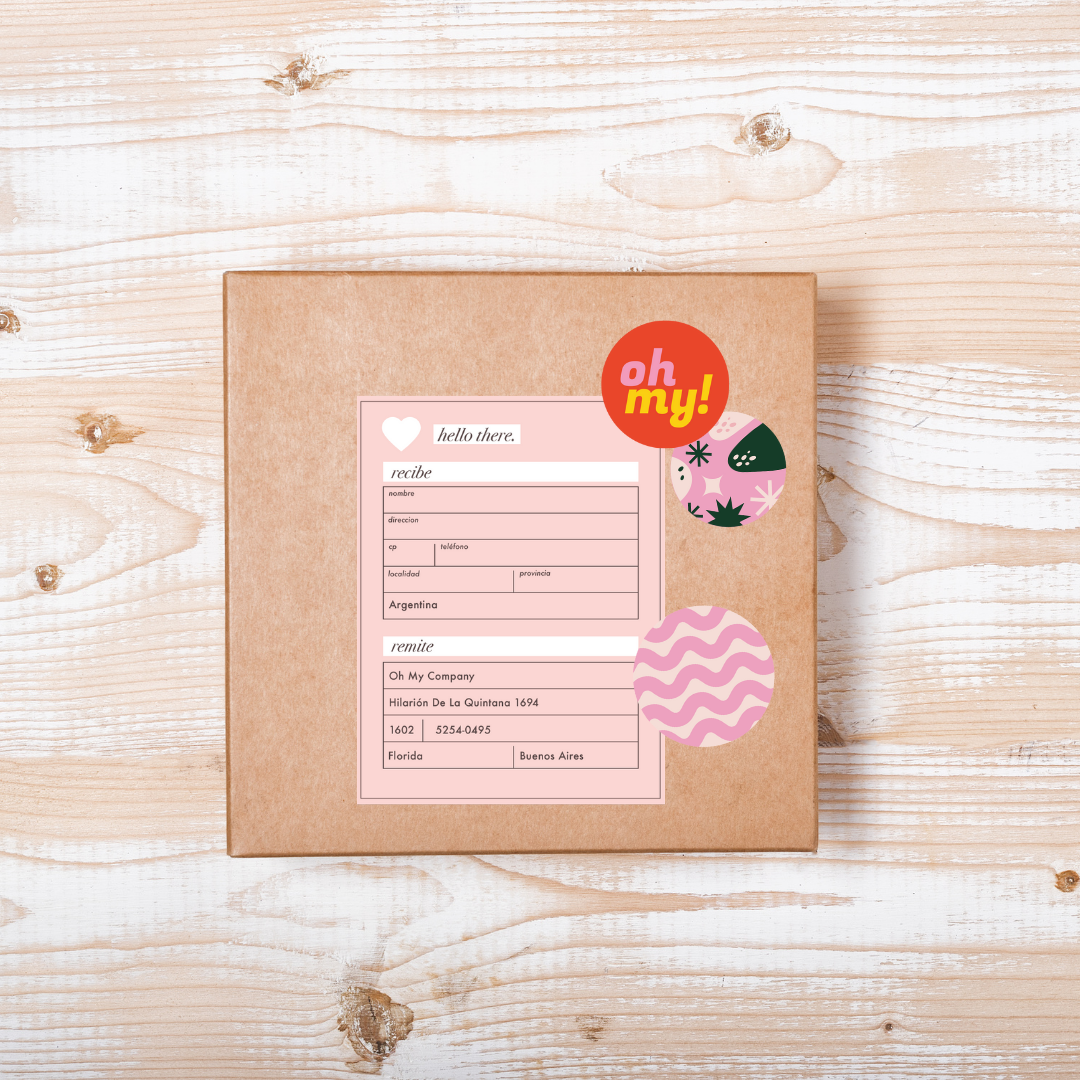 oh
my!
hello there.
recibe
nombre
direccion
cp teléfono
localidad provincia
Argentina
remite
Oh My Company
Hilarión De La Quintana 1694
1602 5254-0495
Florida Buenos Aires